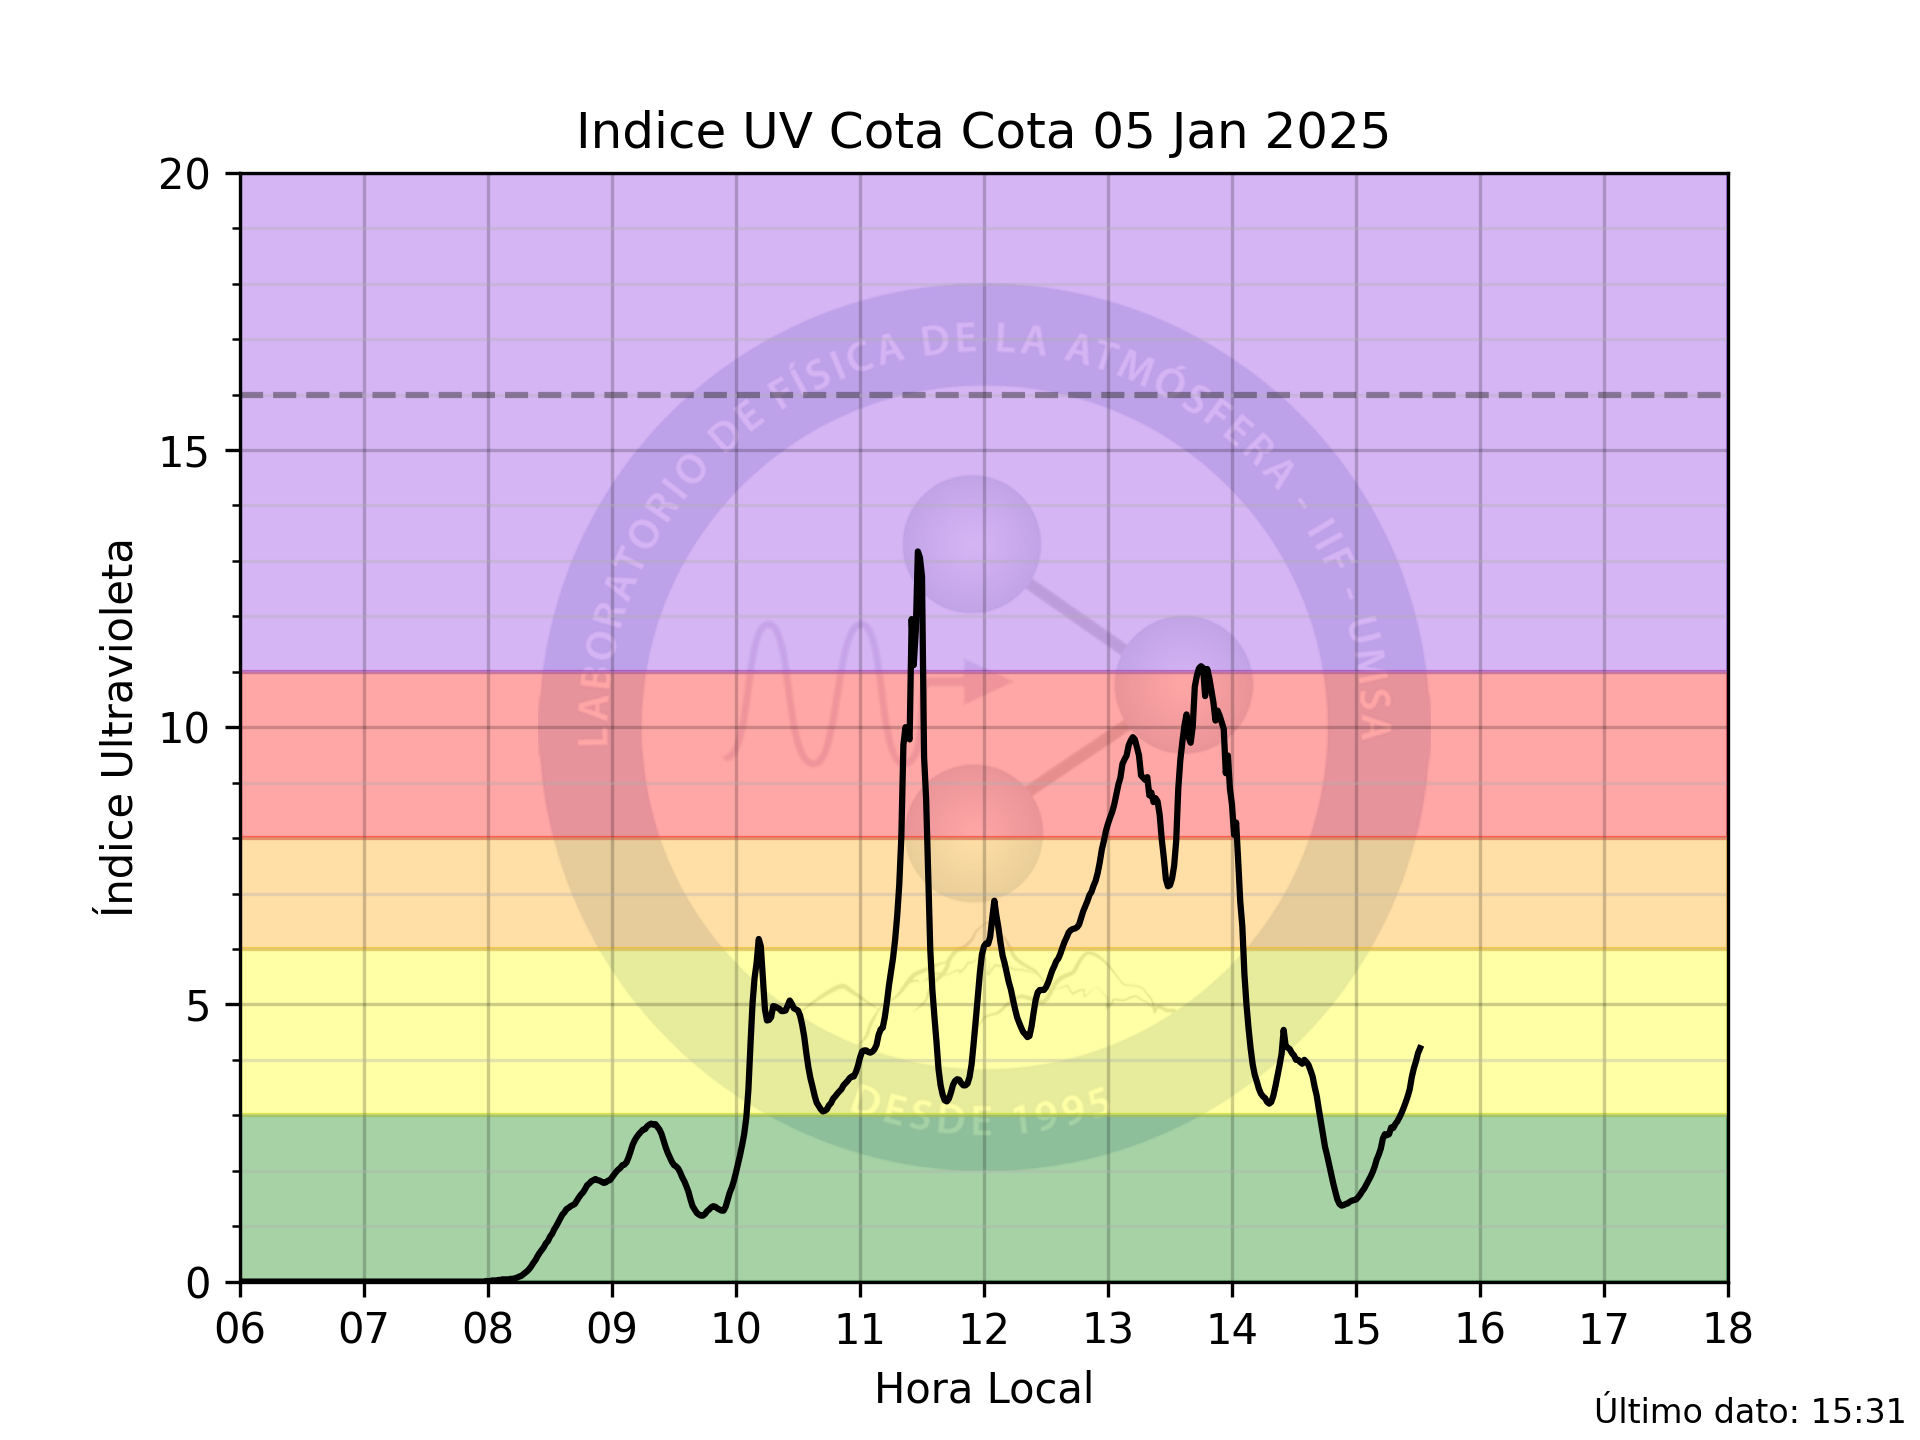 Indice UV Cota Cota 05 Jan 2025
20
15
10
5
0
Índice Ultravioleta
LABORATORIO DE FÍSICA DE LA ATMÓSFERA - IIF - UMSA
DESDE 1995
06 07 08 09 10 11 12 13 14 15 16 17 18
Hora Local
Último dato: 15:31